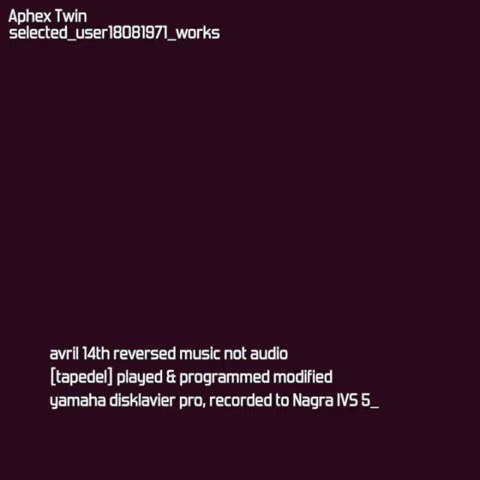 Aphex Twin
selected_user18081971_works
avril 14th reversed music not audio
[tapedel] played & programmed modified
yamaha disklavier pro, recorded to Nagra IVS 5_